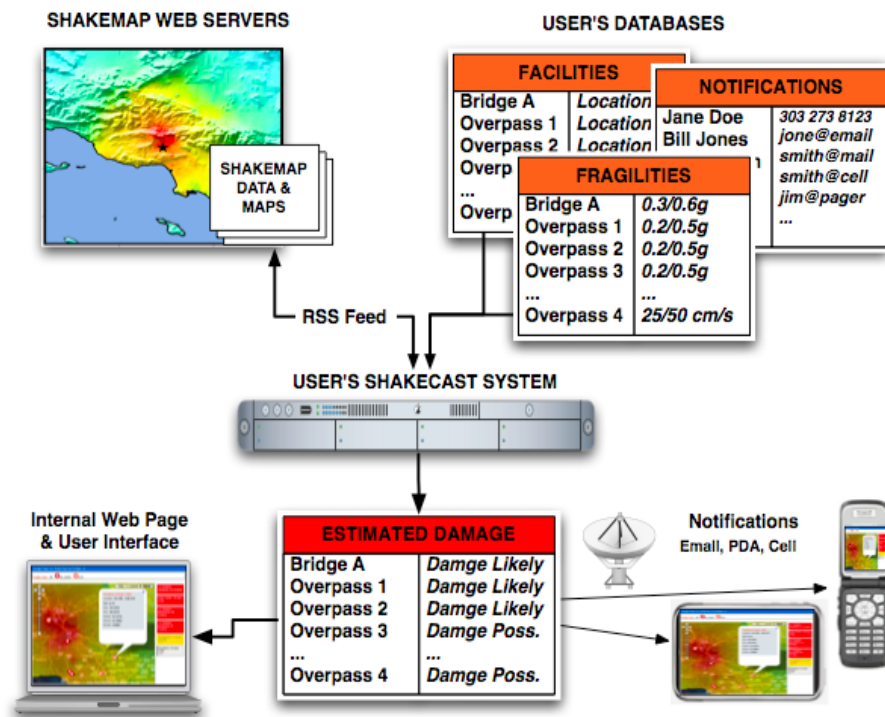 SHAKEMAP WEB SERVERS
USER'S DATABASES
SHAKEMAP
DATA &
MAPS
FACILITIES
Bridge A Location
Overpass 1 Location
Overpass 2 Location
Overp
...
Overp
NOTIFICATIONS
Jane Doe 303 273 8123
Bill Jones jone@email
smith@mail
smith@cell
jim@pager
...
FRAGILITIES
Bridge A 0.3/0.6g
Overpass 1 0.2/0.5g
Overpass 2 0.2/0.5g
Overpass 3 0.2/0.5g
... ...
Overpass 4 25/50 cm/s
RSS Feed
USER'S SHAKECAST SYSTEM
Internal Web Page
& User Interface
ESTIMATED DAMAGE
Bridge A Damge Likely
Overpass 1 Damge Likely
Overpass 2 Damge Likely
Overpass 3 Damge Poss.
... ...
Overpass 4 Damge Poss.
Notifications
Email, PDA, Cell